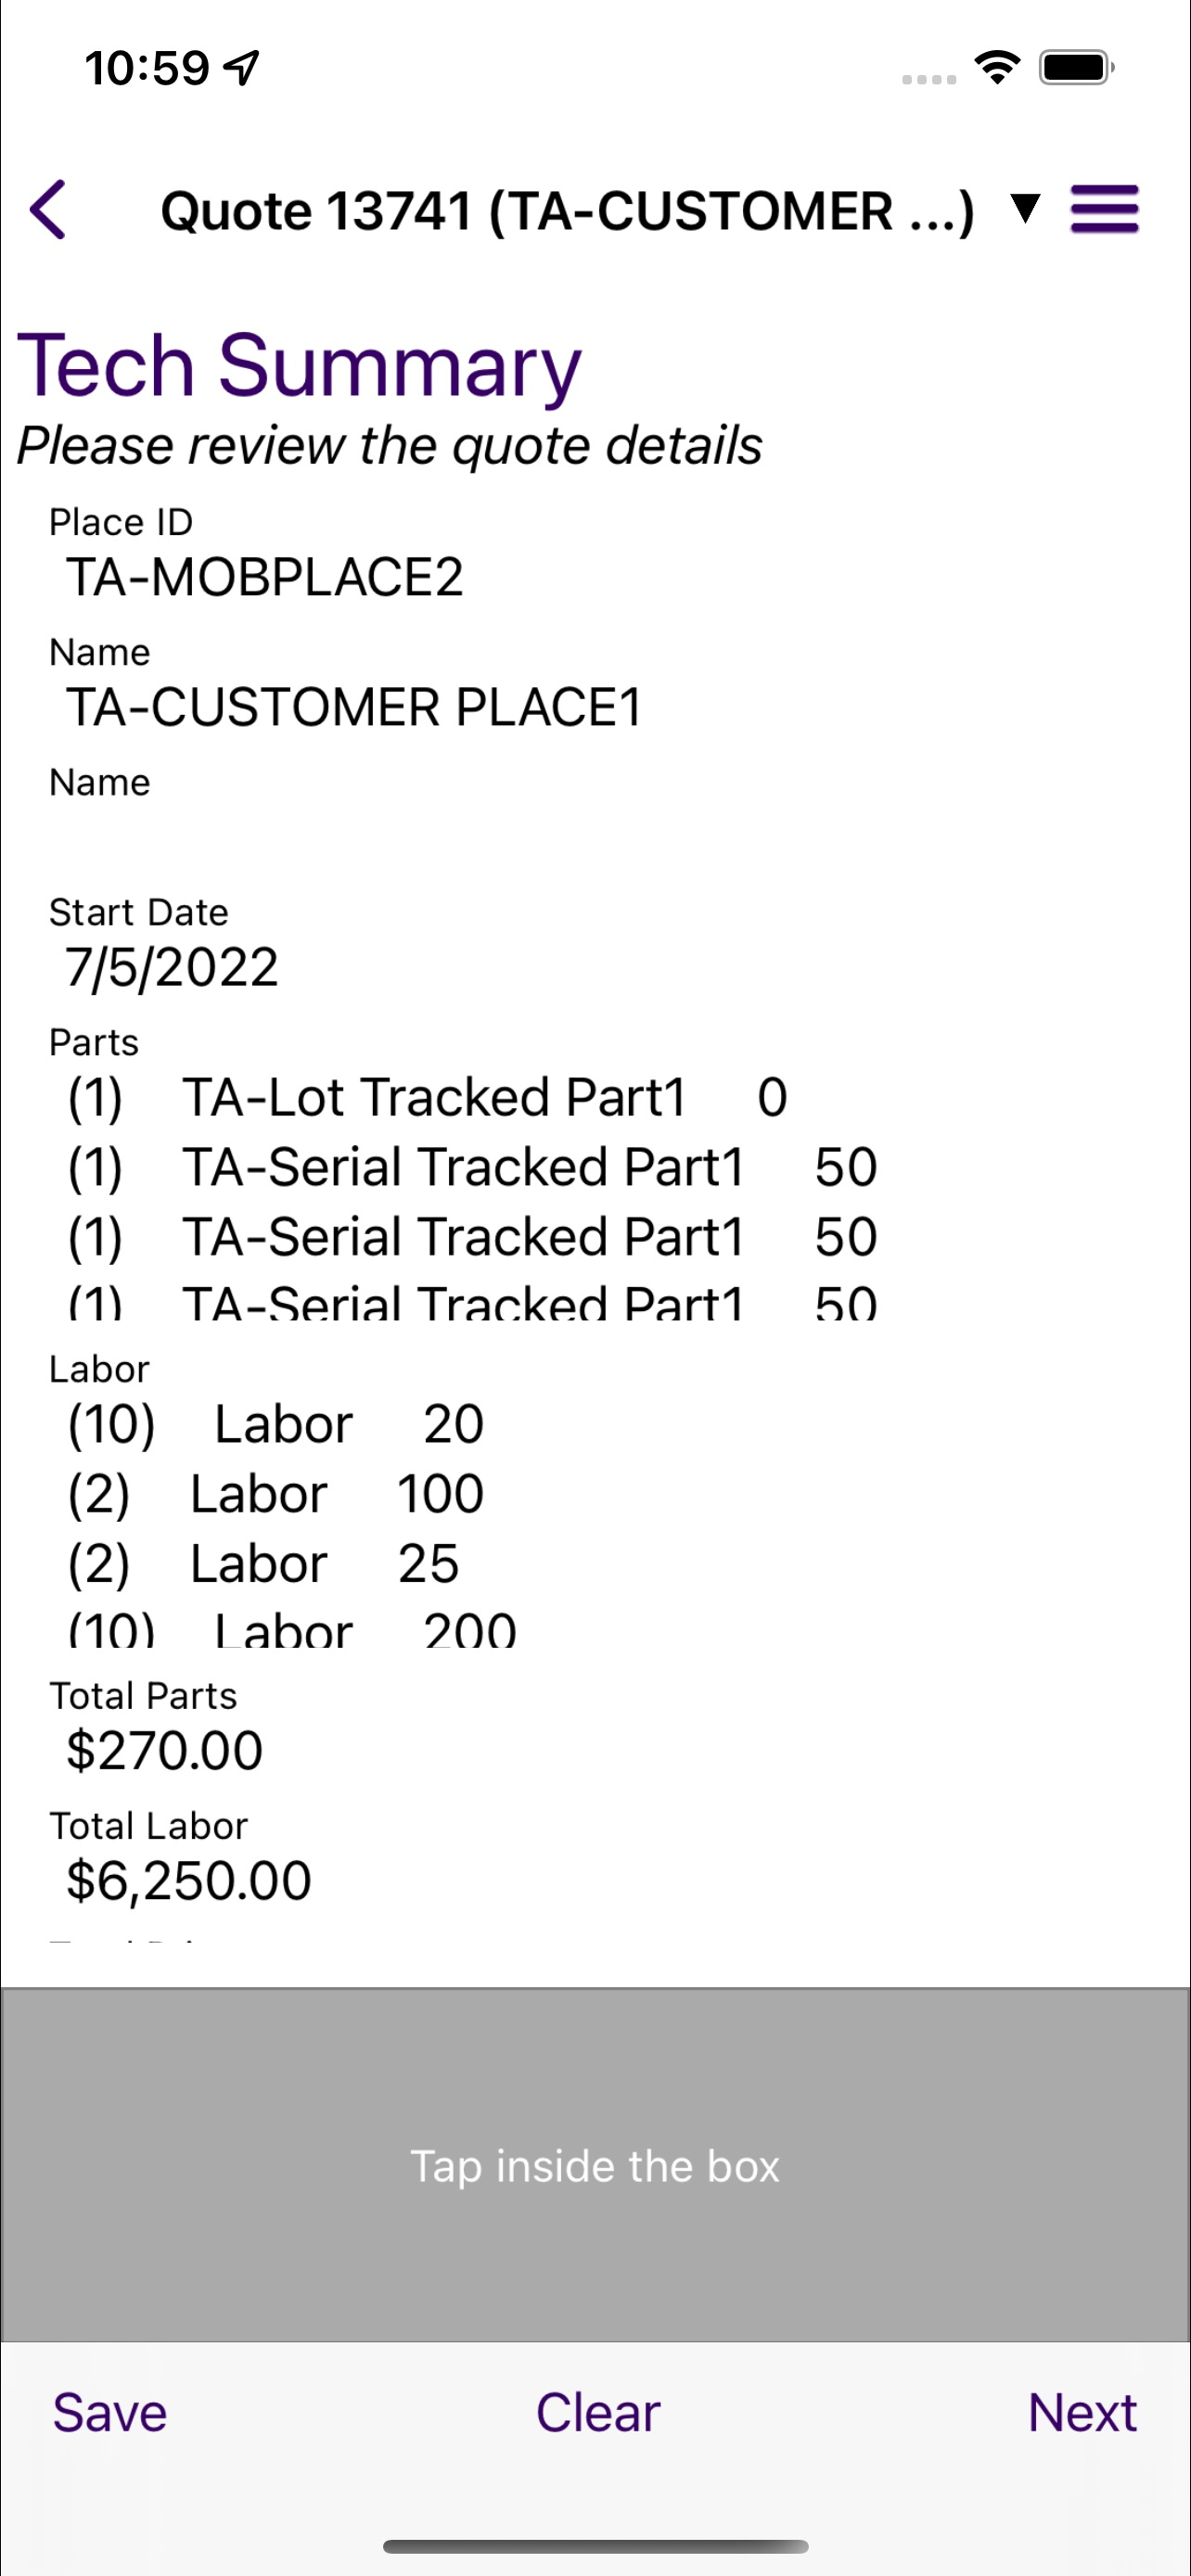 10:59
Quote 13741 (TA-CUSTOMER ...) ▼
Tech Summary
Please review the quote details
Place ID
TA-MOBPLACE2
Name
TA-CUSTOMER PLACE1
Name
Start Date
7/5/2022
Parts
(1) TA-Lot Tracked Part1 0
(1) TA-Serial Tracked Part1 50
(1) TA-Serial Tracked Part1 50
(1) TA-Serial Tracked Part1 50
Labor
(10) Labor 20
(2) Labor 100
(2) Labor 25
(10) Labor 200
Total Parts
$270.00
Total Labor
$6,250.00
Tap inside the box
Save Clear Next